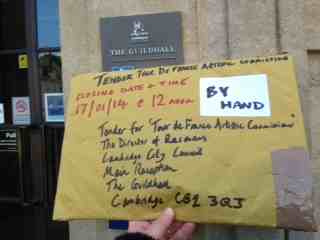 THE GUILDHALL
TENDER TOUR DE FRANCE ARTISTIC COMMISSION
CLOSING DATE & TIME
17/01/14 @ 12 NOON
BY
HAND
Tender for 'Tour de France Artistic Commission'
The Director of Resources
Cambridge City Council
Main Reception
The Guildhall
Cambridge CB2 3QJ
Pull